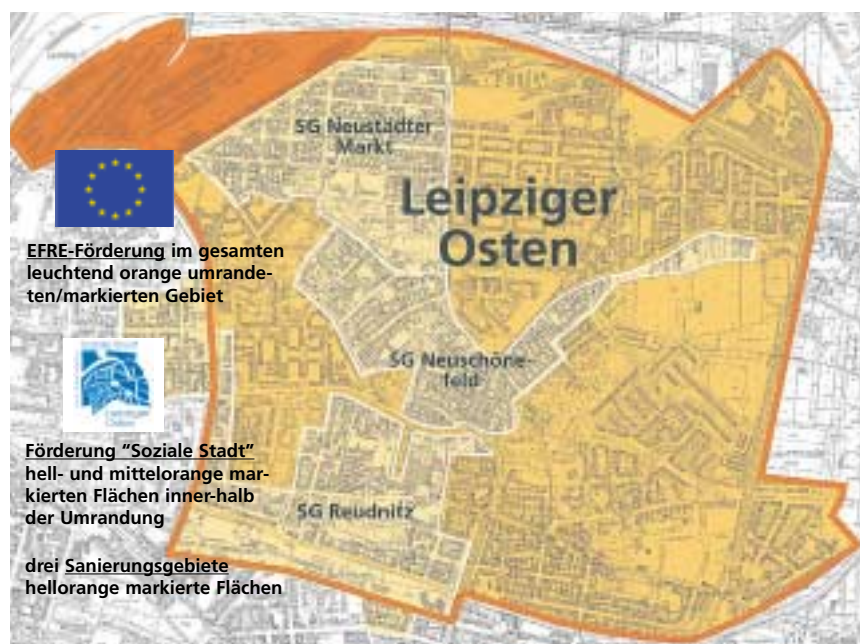 SG Neustädter
Markt
Leipziger
Osten
EFRE-Förderung im gesamten
leuchtend orange umrande-
ten/markierten Gebiet
SG Neuschöne-
feld
Förderung “Soziale Stadt”
hell- und mittelorange mar-
kierten Flächen inner-halb
der Umrandung
SG Reudnitz
drei Sanierungsgebiete
hellorange markierte Flächen